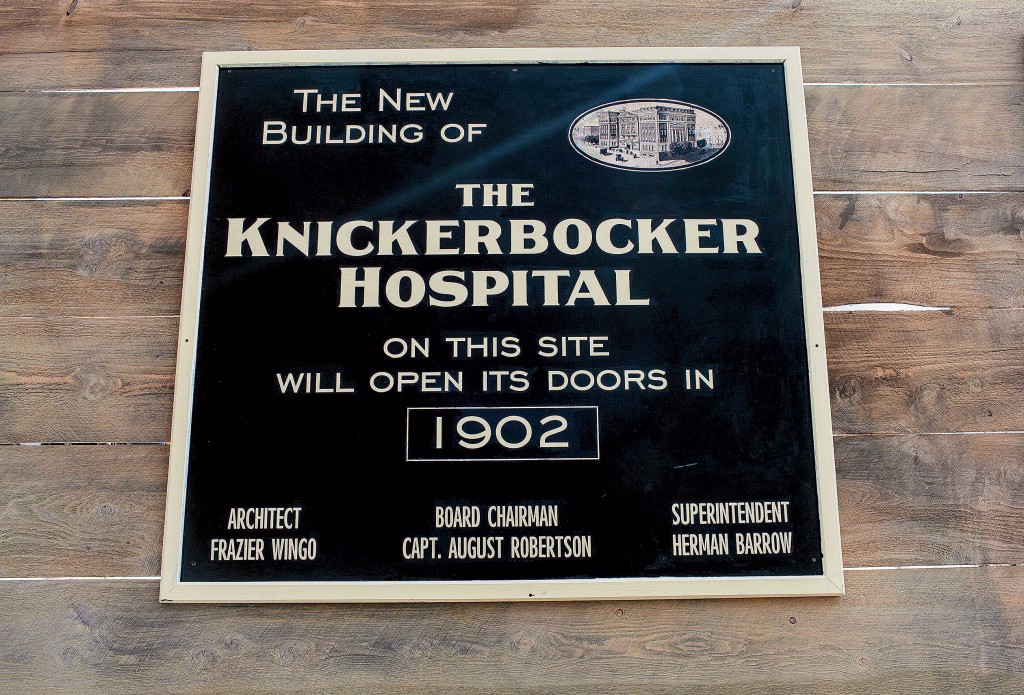 The New
Building of
THE
KNICKERBOCKER
HOSPITAL
ON THIS SITE
WILL OPEN ITS DOORS IN
1902
ARCHITECT
FRAZIER WINGO
BOARD CHAIRMAN
CAPT. AUGUST ROBERTSON
SUPERINTENDENT
HERMAN BARROW